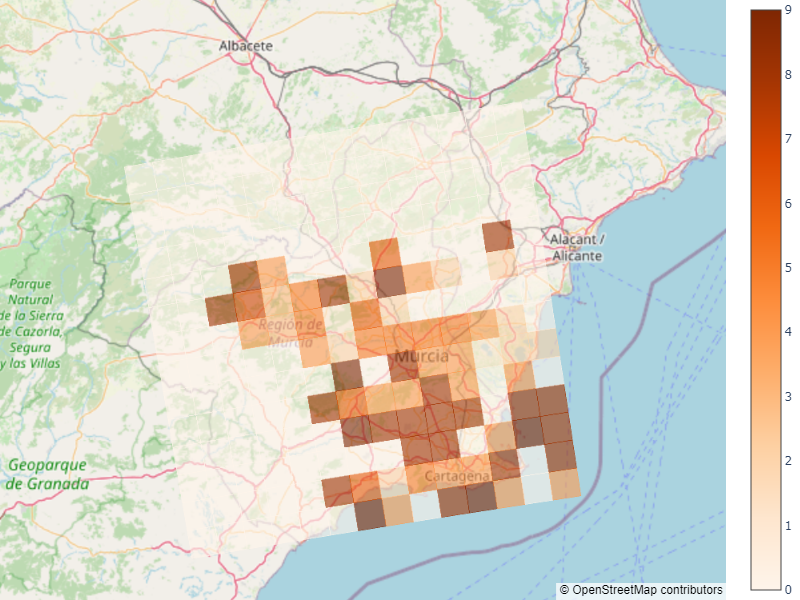 Albacete
Alacant /
Alicante
Parque
Natural
de la Sierra
de Cazorla,
Segura
y las Villas
Región de
Murcia
Murcia
Geoparque
de Granada
Cartagena
© OpenStreetMap contributors
9
8
7
6
5
4
3
2
1
0